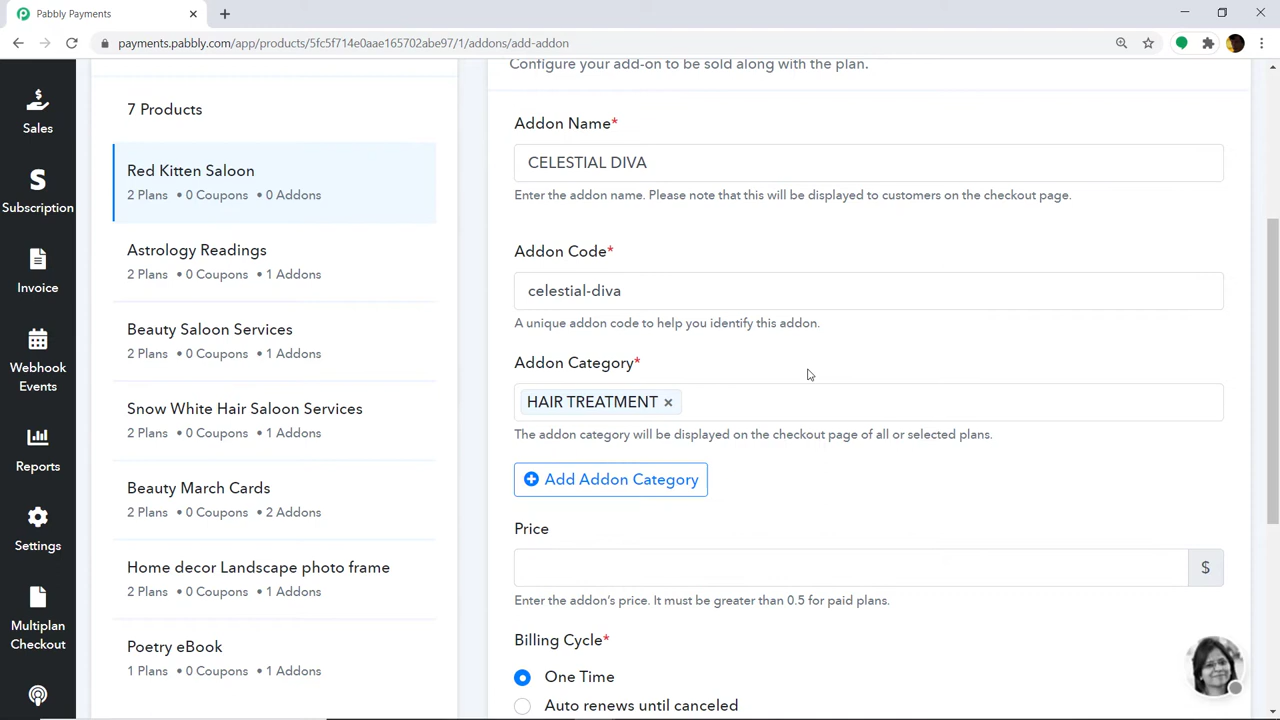 Pabbly Payments
payments.pabbly.com/app/products/5fc5f714e0aae165702abe97/1/addons/add-addon
Sales
Subscription
Invoice
Webhook
Events
Reports
Settings
Multiplan
Checkout
7 Products
Red Kitten Saloon
2 Plans • 0 Coupons • 0 Addons
Astrology Readings
2 Plans • 0 Coupons • 1 Addons
Beauty Saloon Services
2 Plans • 0 Coupons • 1 Addons
Snow White Hair Saloon Services
2 Plans • 0 Coupons • 1 Addons
Beauty March Cards
2 Plans • 0 Coupons • 2 Addons
Home decor Landscape photo frame
2 Plans • 0 Coupons • 1 Addons
Poetry eBook
1 Plans • 0 Coupons • 1 Addons
Configure your add-on to be sold along with the plan.
Addon Name*
CELESTIAL DIVA
Enter the addon name. Please note that this will be displayed to customers on the checkout page.
Addon Code*
celestial-diva
A unique addon code to help you identify this addon.
Addon Category*
HAIR TREATMENT ×
The addon category will be displayed on the checkout page of all or selected plans.
Add Addon Category
Price
$
Enter the addon's price. It must be greater than 0.5 for paid plans.
Billing Cycle*
One Time
Auto renews until canceled